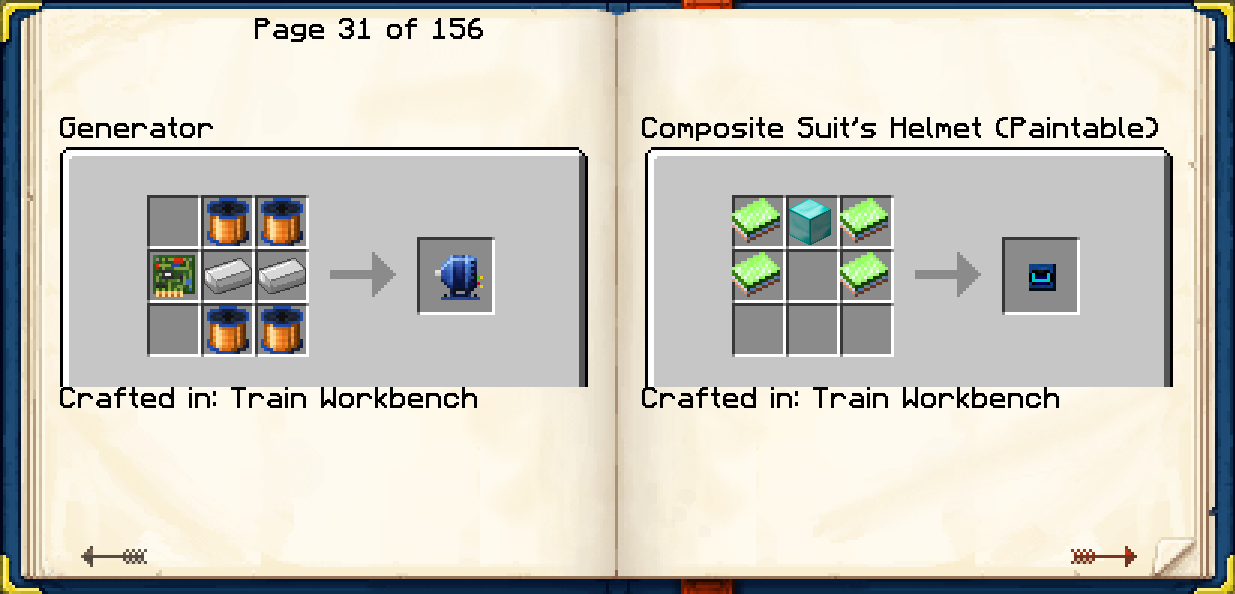 Page 31 of 156
Generator
Crafted in: Train Workbench
Composite Suit's Helmet (Paintable)
Crafted in: Train Workbench